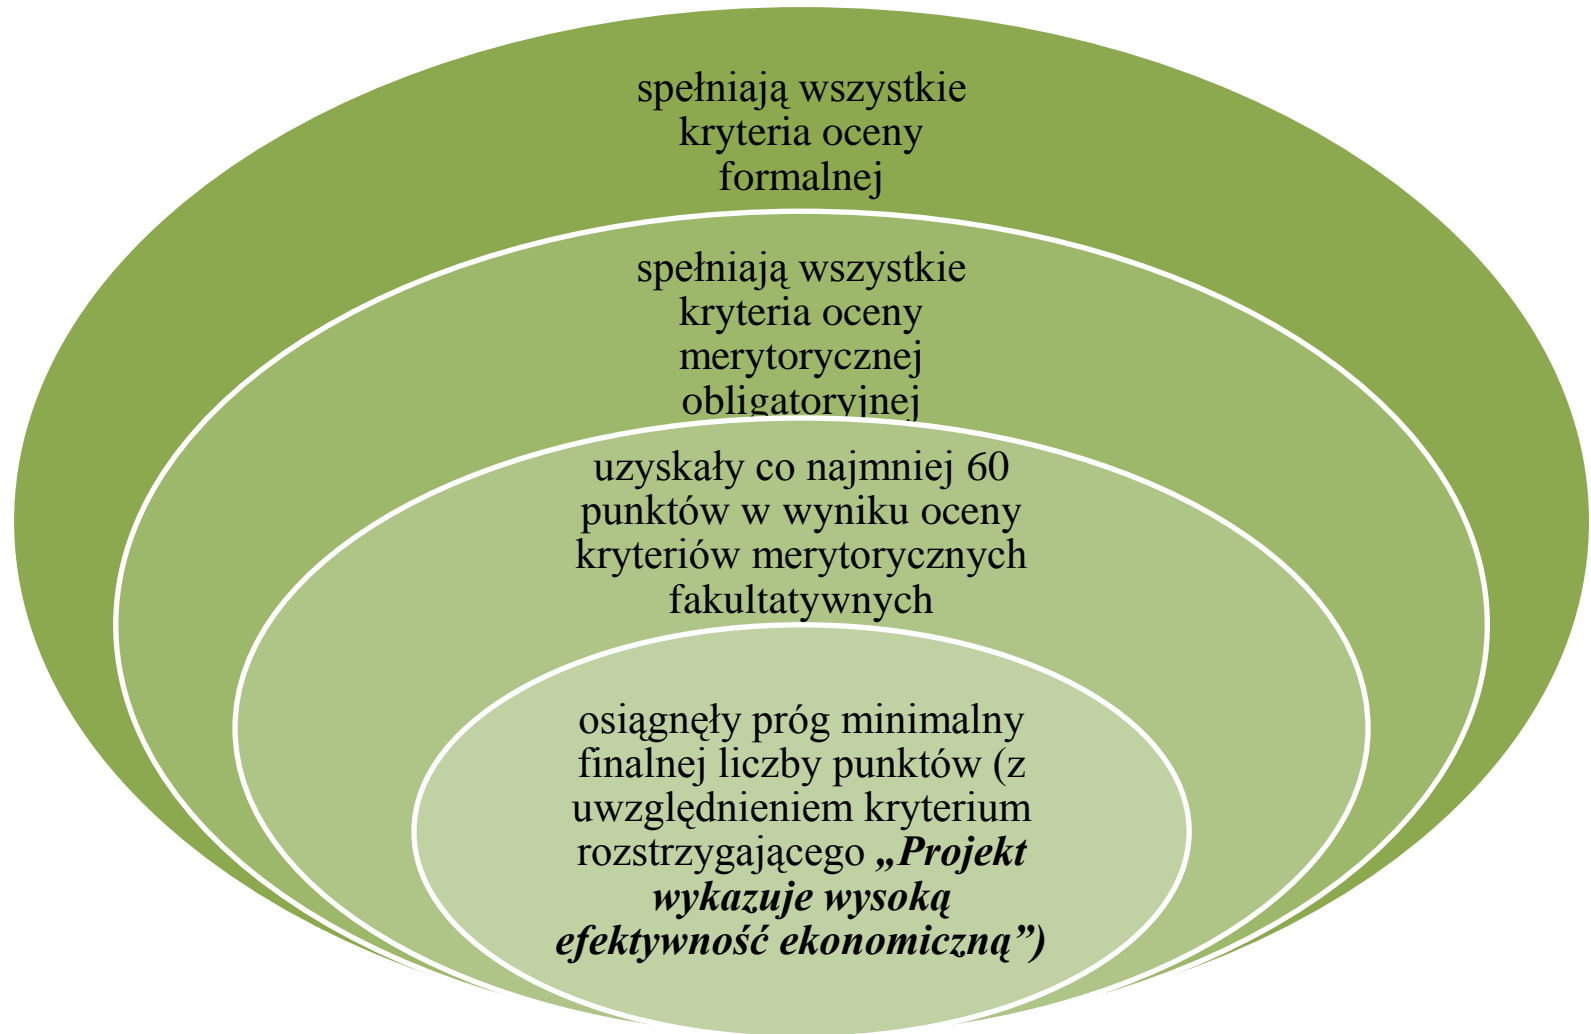 spełniają wszystkie
kryteria oceny
formalnej
spełniają wszystkie
kryteria oceny
merytorycznej
obligatoryjnej
uzyskały co najmniej 60
punktów w wyniku oceny
kryteriów merytorycznych
fakultatywnych
osiągnęły próg minimalny
finalnej liczby punktów (z
uwzględnieniem kryterium
rozstrzygającego „Projekt
wykazuje wysoką
efektywność ekonomiczną”)